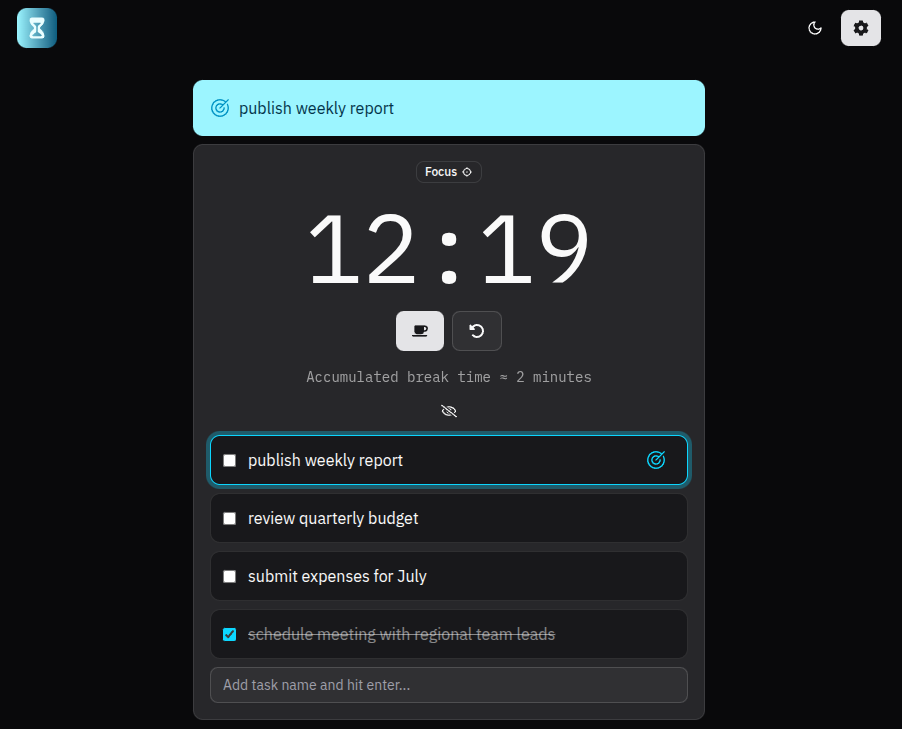 publish weekly report
Focus
12:19
Accumulated break time ≈ 2 minutes
publish weekly report
review quarterly budget
submit expenses for July
schedule meeting with regional team leads
Add task name and hit enter...